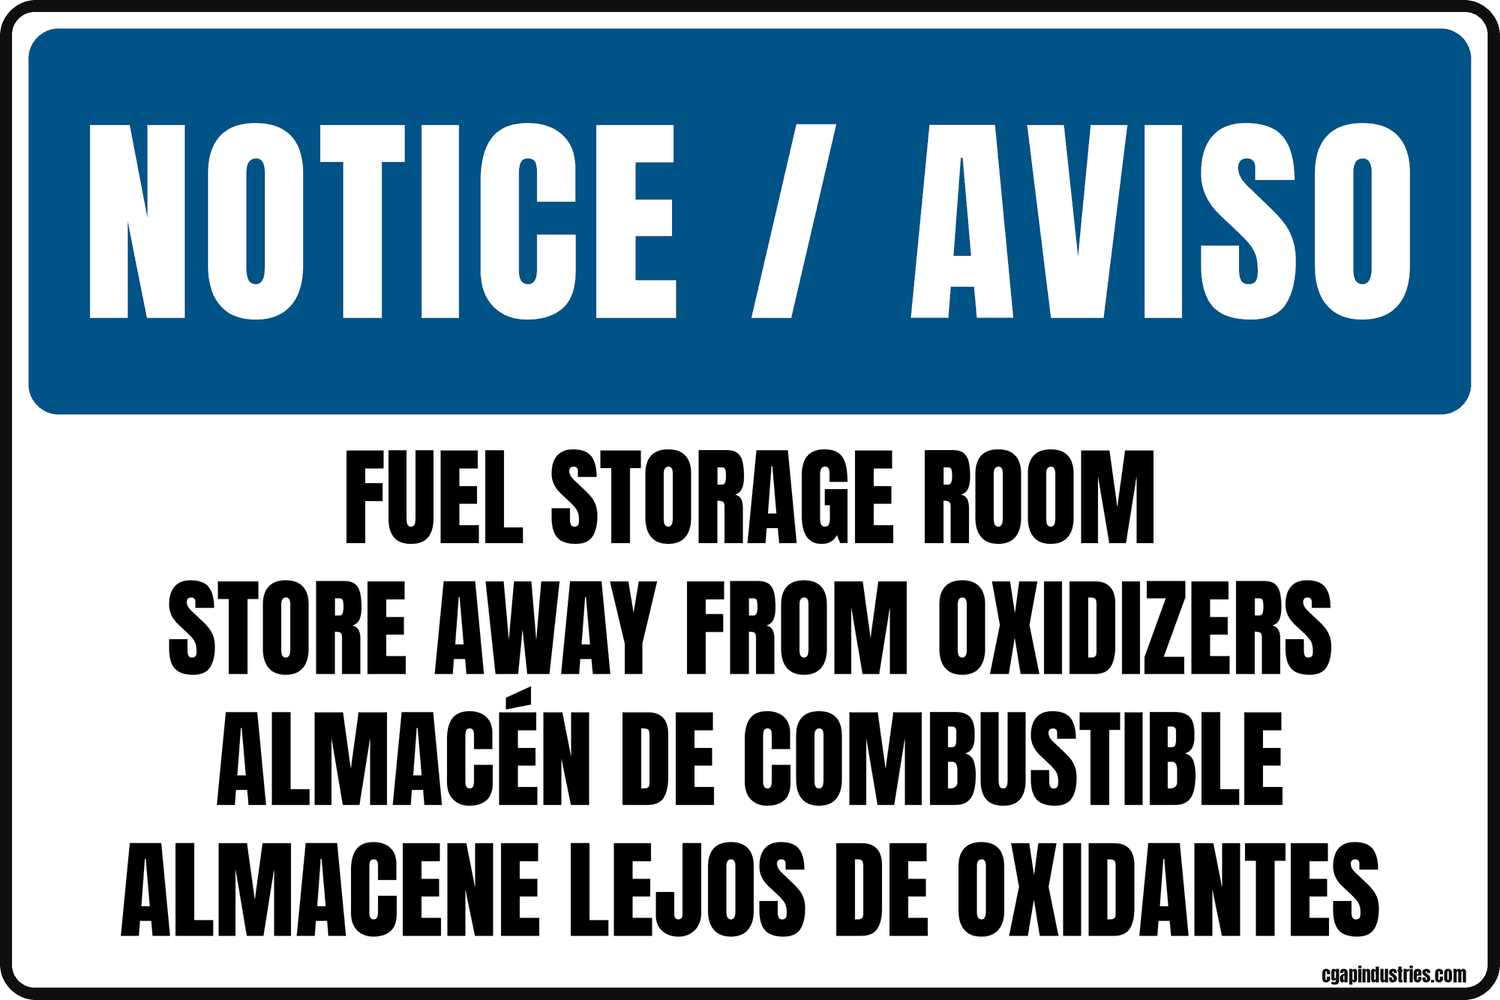 NOTICE / AVISO
FUEL STORAGE ROOM
STORE AWAY FROM OXIDIZERS
ALMACÉN DE COMBUSTIBLE
ALMACENE LEJOS DE OXIDANTES
cgapindustries.com